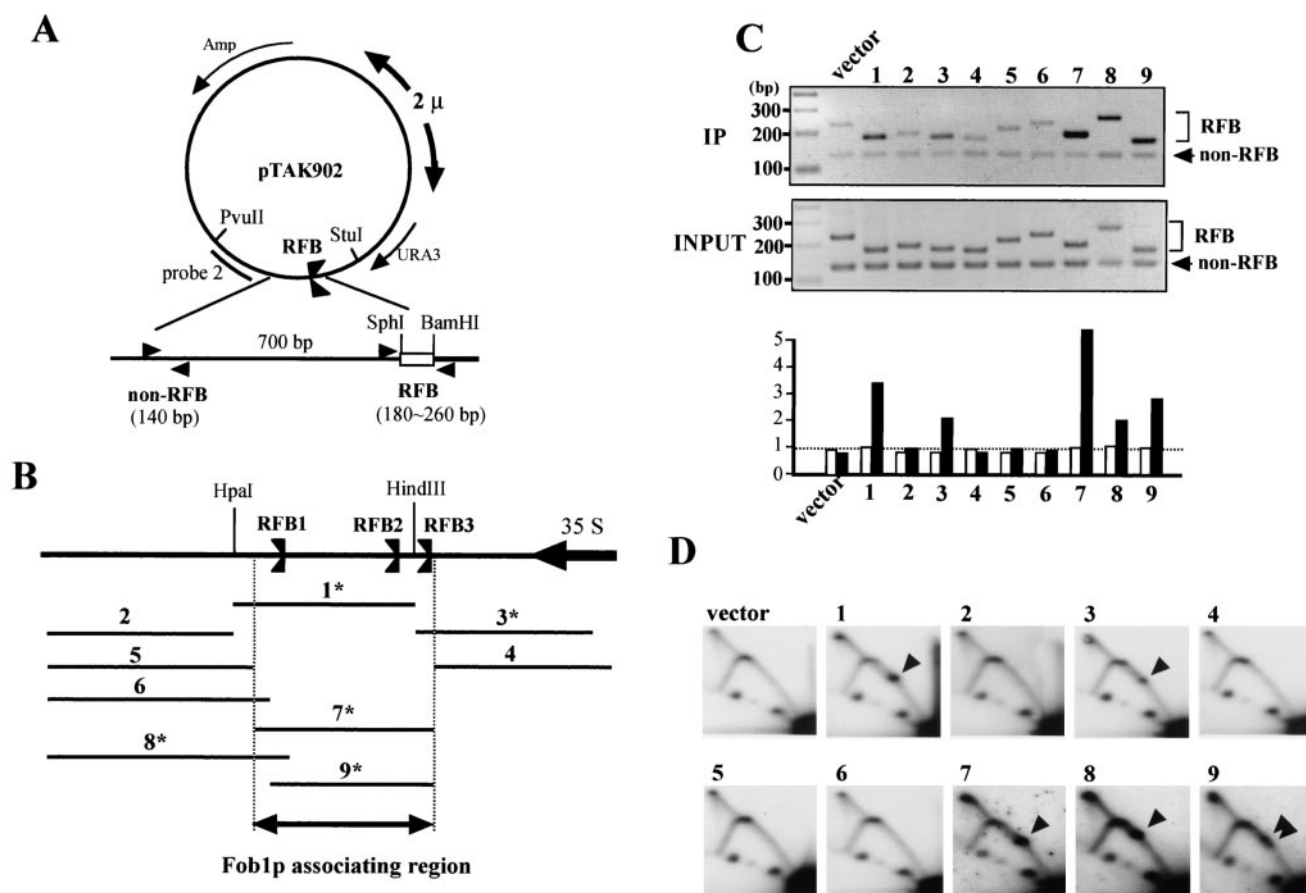 A
Amp
2 μ
pTAK902
PvuII
StuI
RFB
URA3
probe 2
SphI
BamHI
700 bp
non-RFB
(140 bp)
RFB
(180~260 bp)
B
HpaI
HindIII
RFB1
RFB2
RFB3
35 S
1*
2
3*
5
4
6
7*
8*
9*
Fob1p associating region
C
vector 1 2 3 4 5 6 7 8 9
(bp)
300
200
100
IP
RFB
non-RFB
300
200
100
INPUT
RFB
non-RFB
5
4
3
2
1
0
vector 1 2 3 4 5 6 7 8 9
D
vector 1 2 3 4
5 6 7 8 9